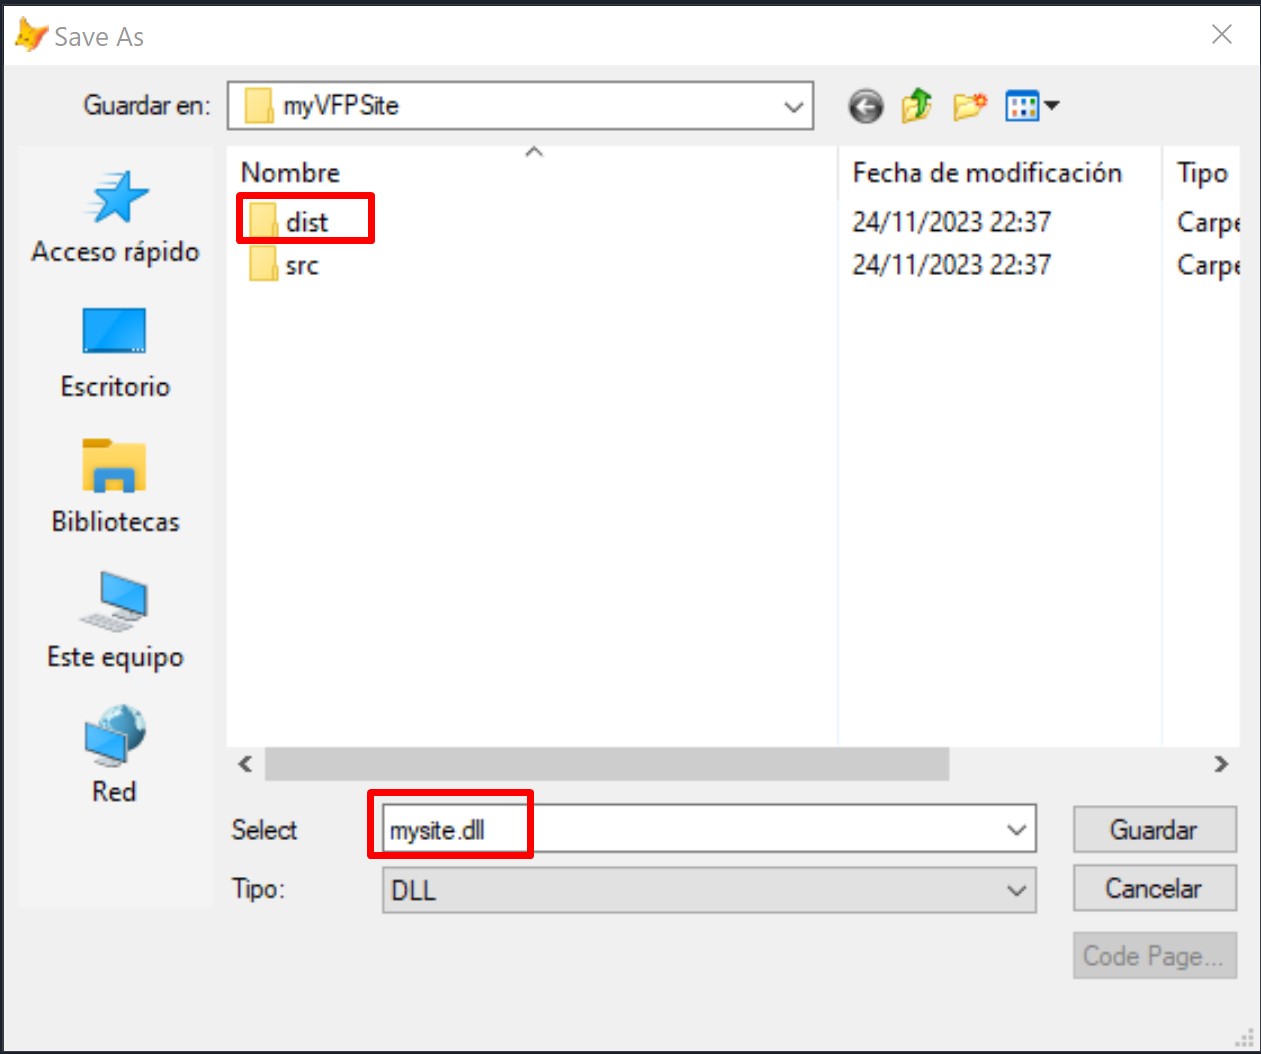 Save As
Guardar en: myVFPSite
Nombre Fecha de modificación Tipo
dist 24/11/2023 22:37 Carpe
src 24/11/2023 22:37 Carpe
Acceso rápido
Escritorio
Bibliotecas
Este equipo
Red
Select mysite.dll Guardar
Tipo: DLL Cancelar
Code Page...